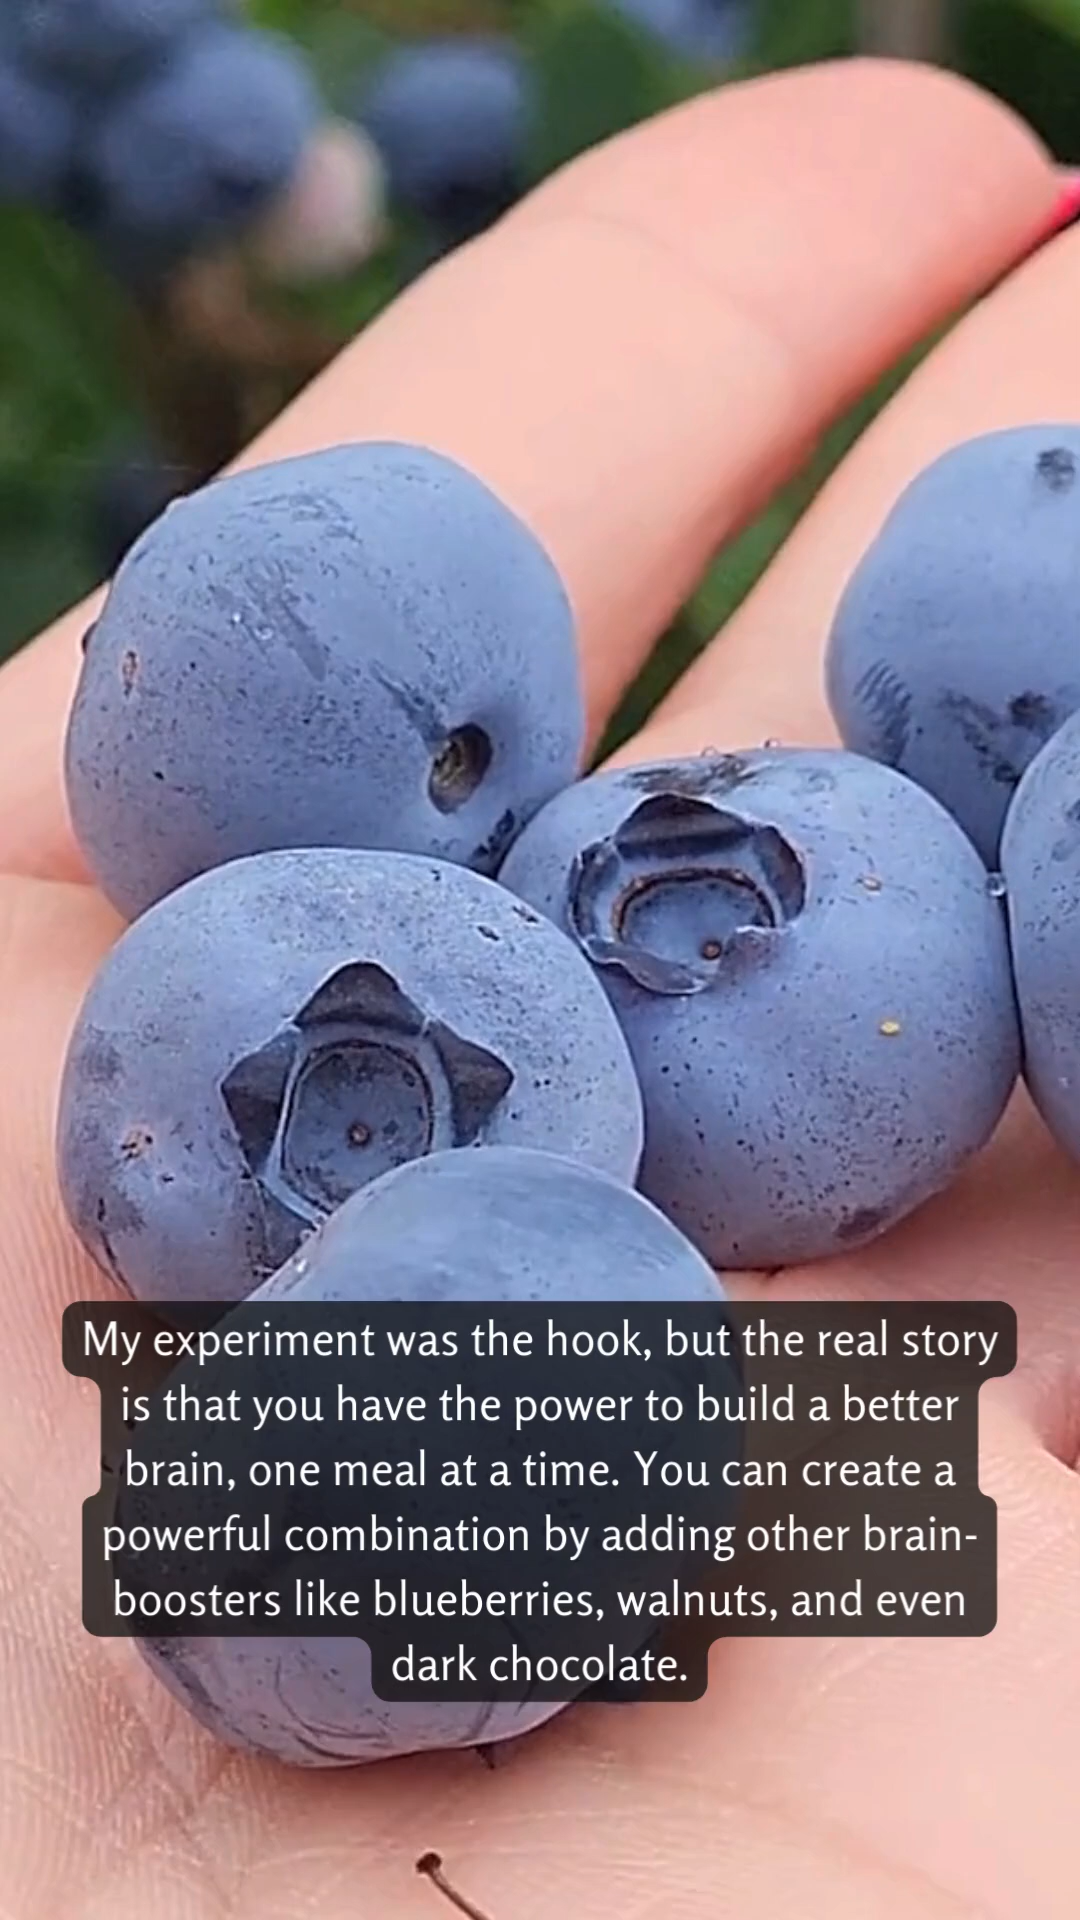 My experiment was the hook, but the real story
is that you have the power to build a better
brain, one meal at a time. You can create a
powerful combination by adding other brain-
boosters like blueberries, walnuts, and even
dark chocolate.